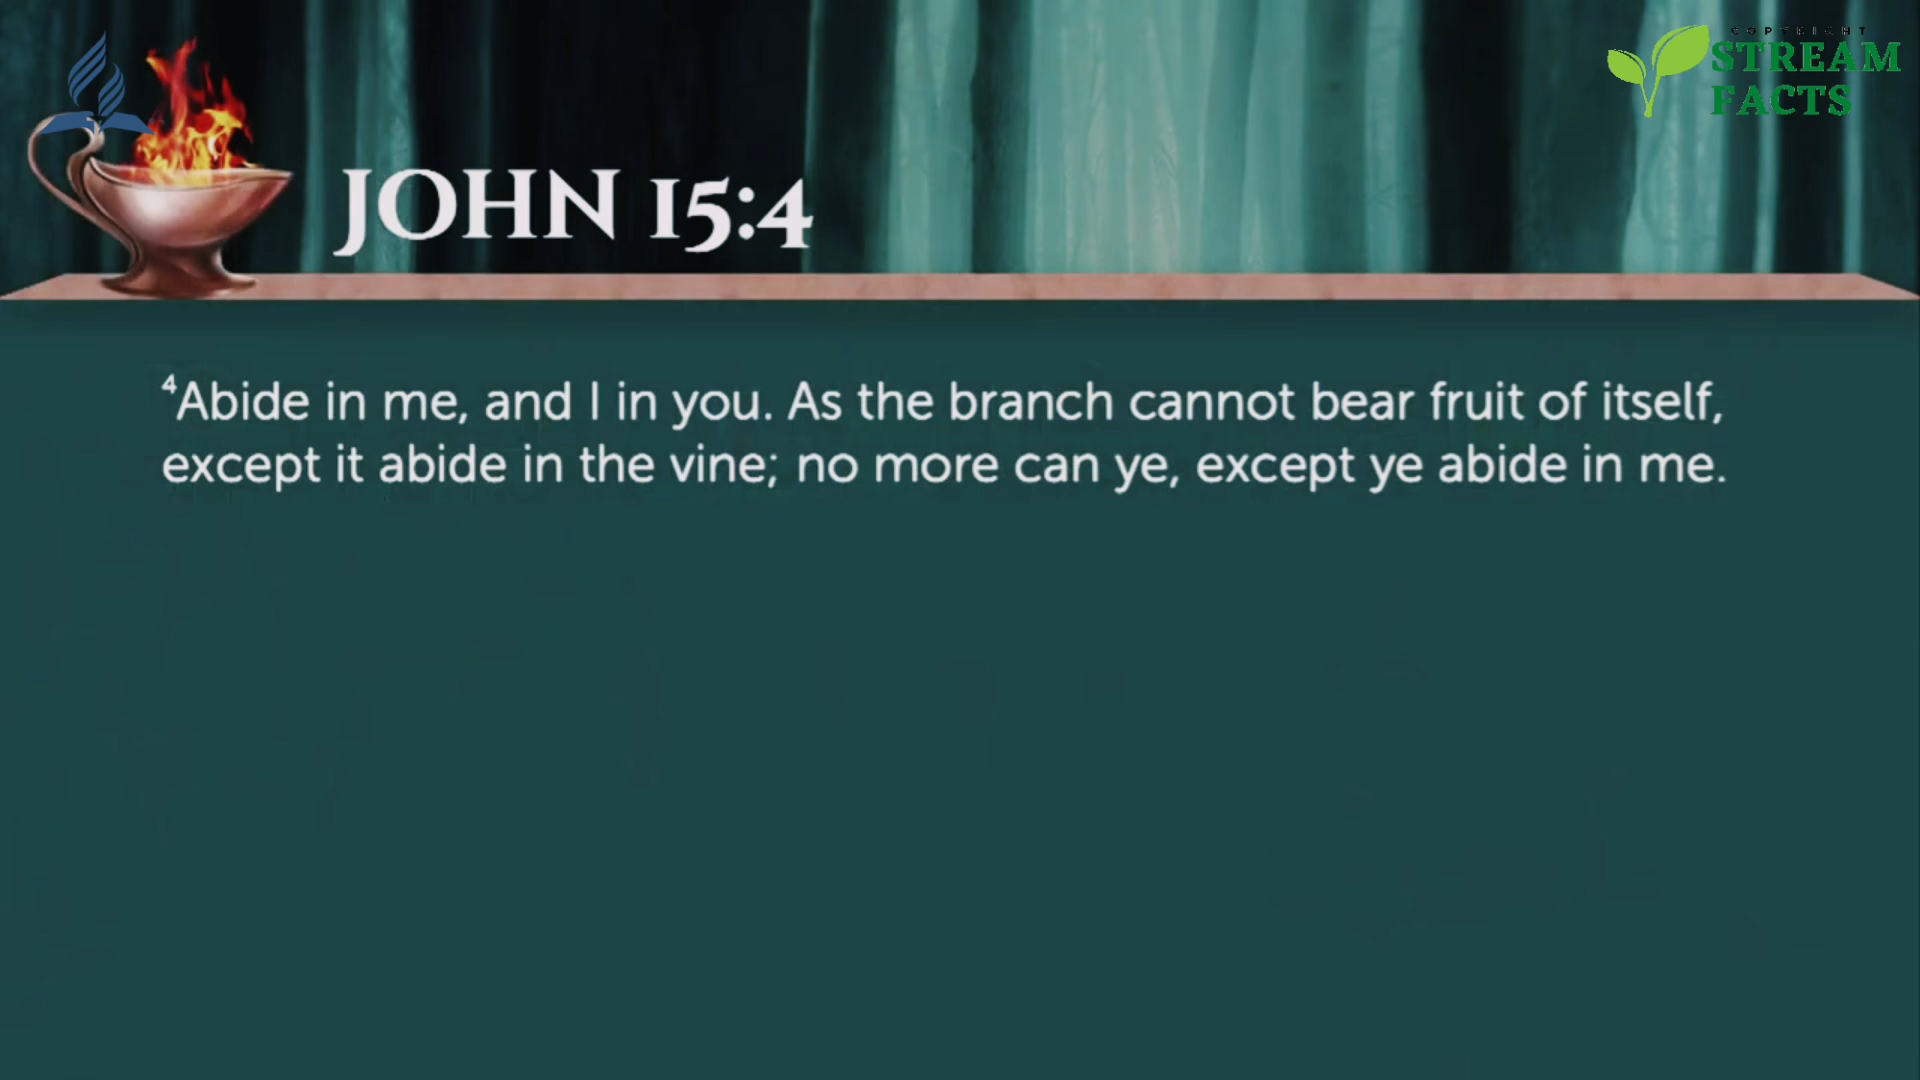 COPYRIGHT
STREAM
FACTS
JOHN 15:4
⁴Abide in me, and I in you. As the branch cannot bear fruit of itself,
except it abide in the vine; no more can ye, except ye abide in me.